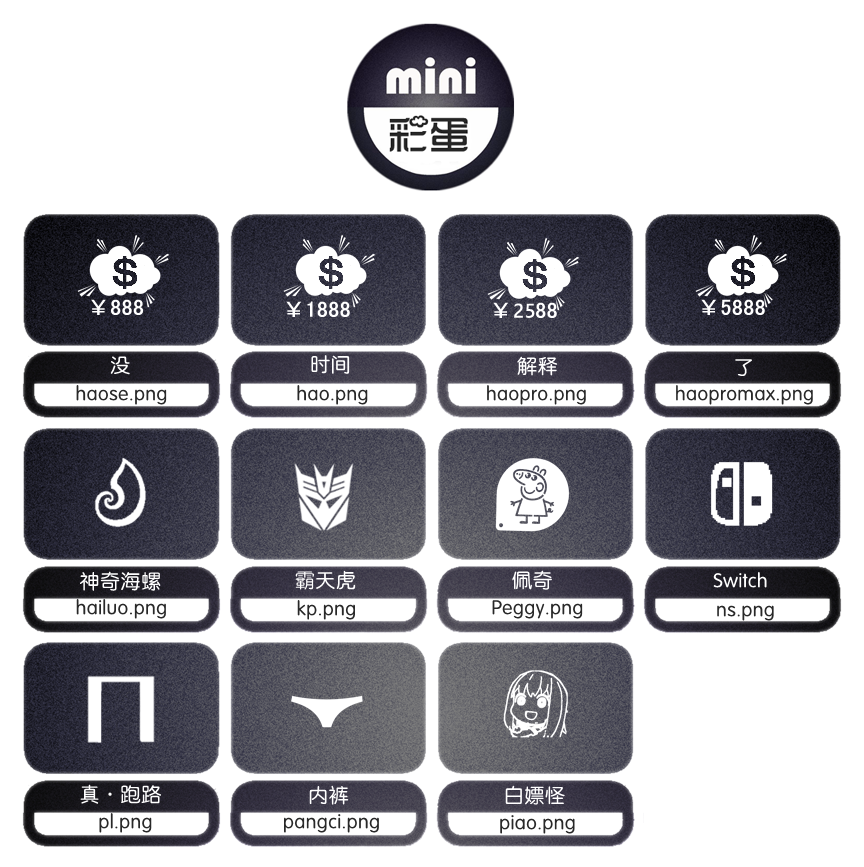 mini
彩蛋
$
$
$
$
￥888
￥1888
￥2588
￥5888
没
时间
解释
了
haose.png
hao.png
haopro.png
haopromax.png
神奇海螺
霸天虎
佩奇
Switch
hailuo.png
kp.png
Peggy.png
ns.png
真·跑路
内裤
白嫖怪
pl.png
pangci.png
piao.png